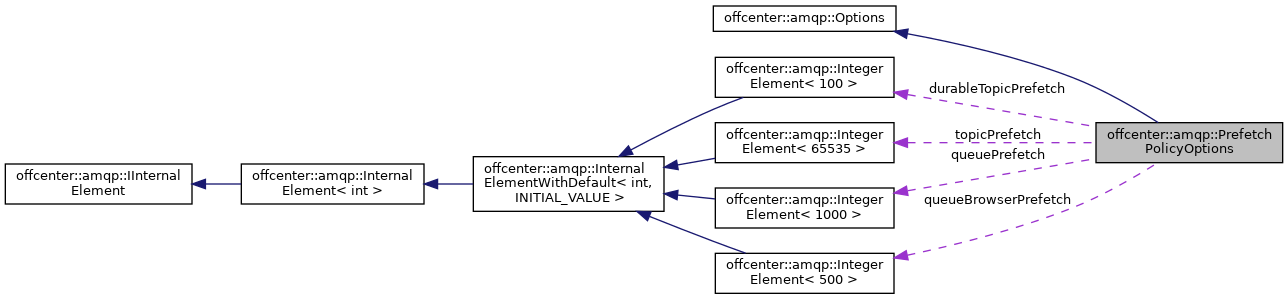 offcenter::amqp::Options
offcenter::amqp::Integer
Element< 100 >
durableTopicPrefetch
offcenter::amqp::Integer
Element< 65535 >
topicPrefetch
offcenter::amqp::Prefetch
PolicyOptions
queuePrefetch
offcenter::amqp::IInternal
Element
offcenter::amqp::Internal
Element< int >
offcenter::amqp::Internal
ElementWithDefault< int,
INITIAL_VALUE >
offcenter::amqp::Integer
Element< 1000 >
queueBrowserPrefetch
offcenter::amqp::Integer
Element< 500 >